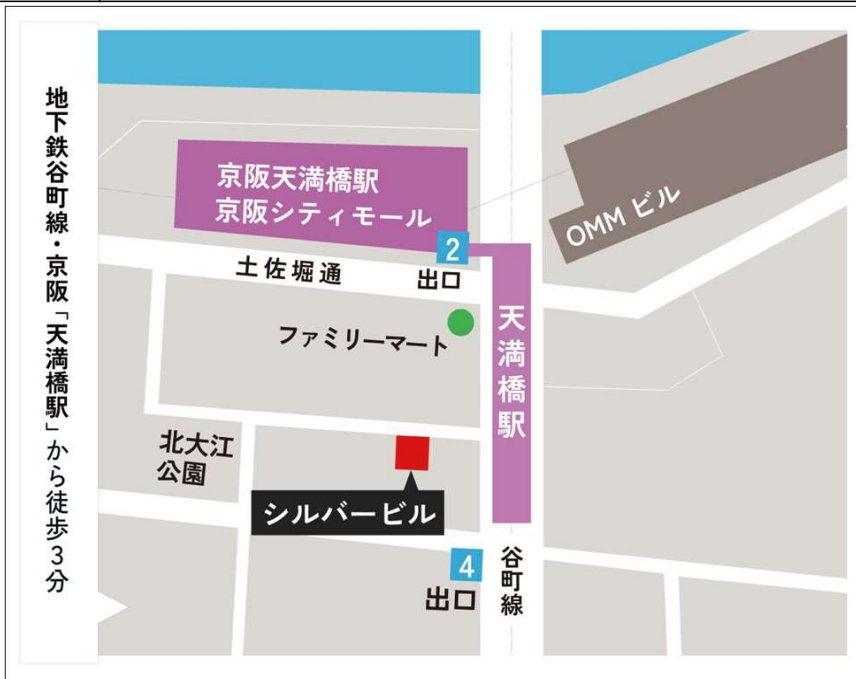 地下鉄谷町線・京阪「天満橋駅」から徒歩3分
京阪天満橋駅
京阪シティモール
OMM ビル
2
出口
土佐堀通
ファミリーマート
天満橋駅
北大江
公園
シルバービル
4
出口
谷町線